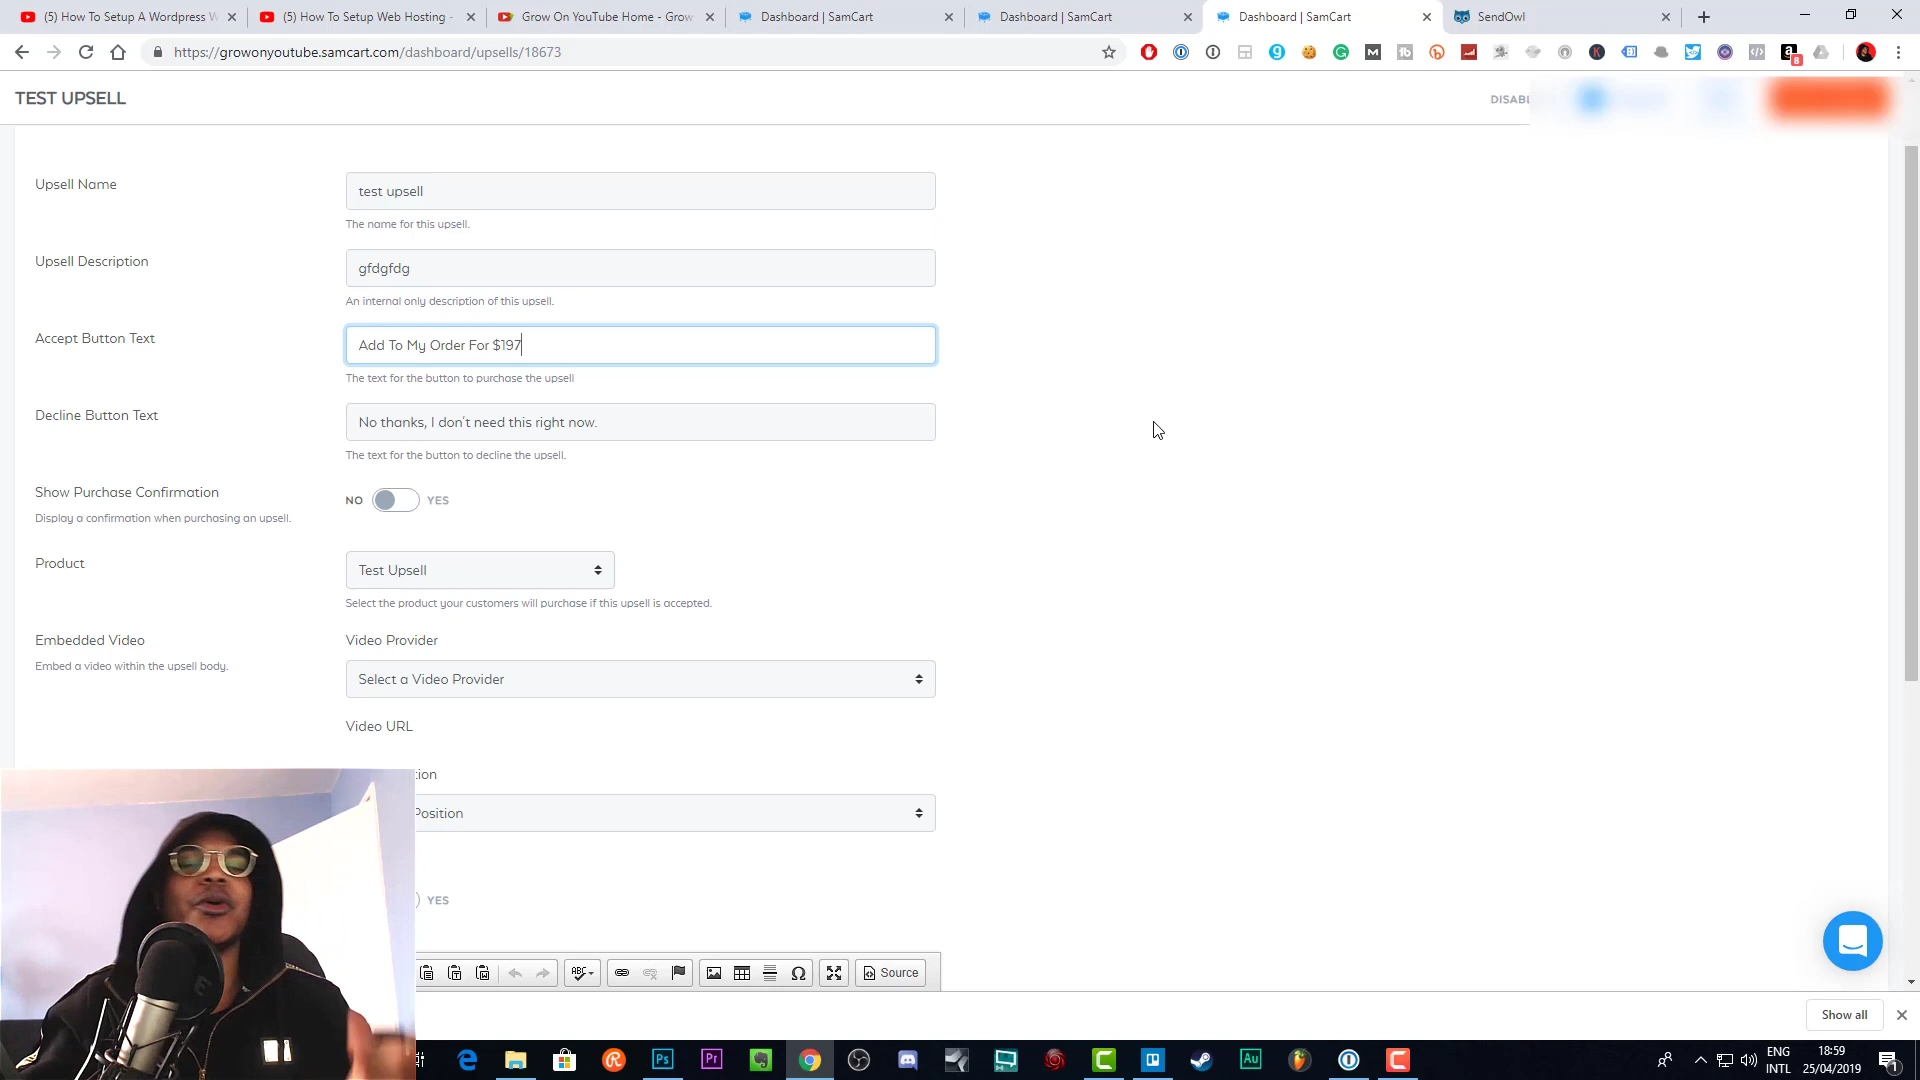 (5) How To Setup A Wordpress W
(5) How To Setup Web Hosting -
Grow On YouTube Home - Grow
Dashboard | SamCart
Dashboard | SamCart
Dashboard | SamCart
SendOwl
https://growonyoutube.samcart.com/dashboard/upsells/18673
TEST UPSELL
DISABL
Upsell Name
test upsell
The name for this upsell.
Upsell Description
gfdgfdg
An internal only description of this upsell.
Accept Button Text
Add To My Order For $197
The text for the button to purchase the upsell
Decline Button Text
No thanks, I don't need this right now.
The text for the button to decline the upsell.
Show Purchase Confirmation
NO YES
Display a confirmation when purchasing an upsell.
Product
Test Upsell
Select the product your customers will purchase if this upsell is accepted.
Embedded Video
Video Provider
Embed a video within the upsell body.
Select a Video Provider
Video URL
tion
Position
YES
ABC
Source
Show all
ENG
INTL
18:59
25/04/2019